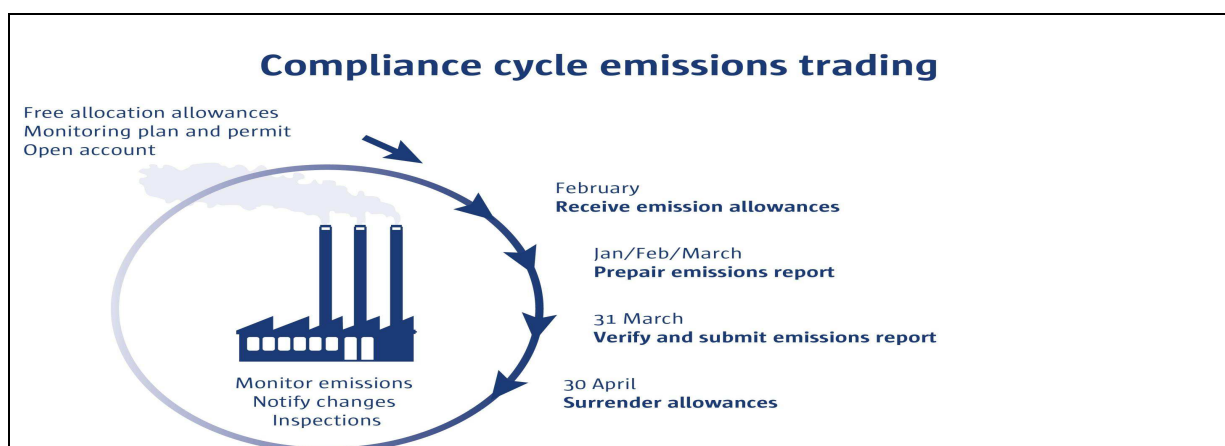 Compliance cycle emissions trading
Free allocation allowances
Monitoring plan and permit
Open account
February
Receive emission allowances
Jan/Feb/March
Prepair emissions report
31 March
Verify and submit emissions report
30 April
Surrender allowances
Monitor emissions
Notify changes
Inspections